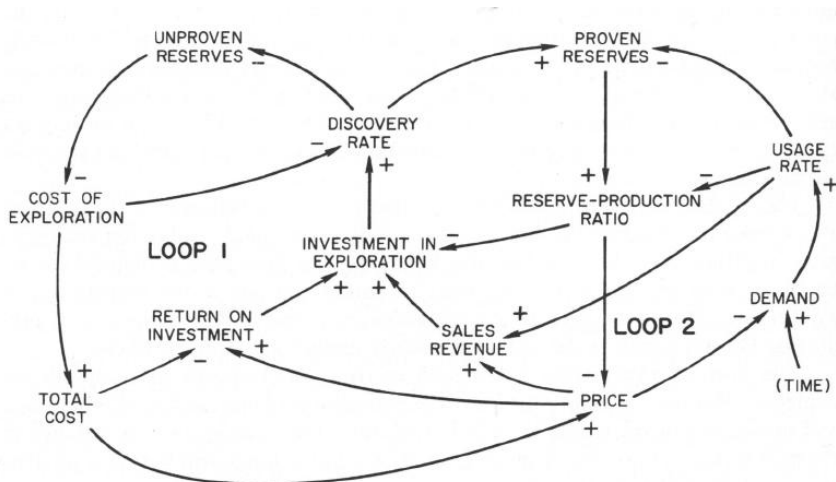 UNPROVEN
RESERVES
-
PROVEN
RESERVES
+
-
DISCOVERY
RATE
-
+
USAGE
RATE
+
-
COST OF
EXPLORATION
+
-
RESERVE-PRODUCTION
RATIO
LOOP 1
INVESTMENT IN
EXPLORATION
-
+
+
RETURN ON
INVESTMENT
-
+
SALES
REVENUE
+
+
LOOP 2
DEMAND
-
+
(TIME)
+
TOTAL
COST
-
PRICE
+